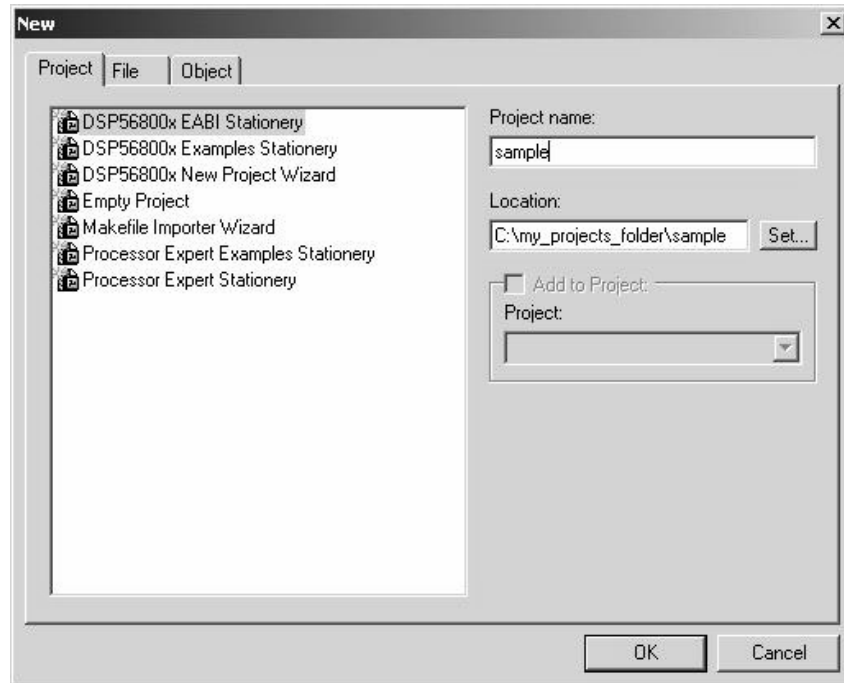 New
Project File Object
DSP56800x EABI Stationery
DSP56800x Examples Stationery
DSP56800x New Project Wizard
Empty Project
Makefile Importer Wizard
Processor Expert Examples Stationery
Processor Expert Stationery
Project name:
sample
Location:
C:\my_projects_folder\sample Set...
Add to Project:
Project:
OK Cancel